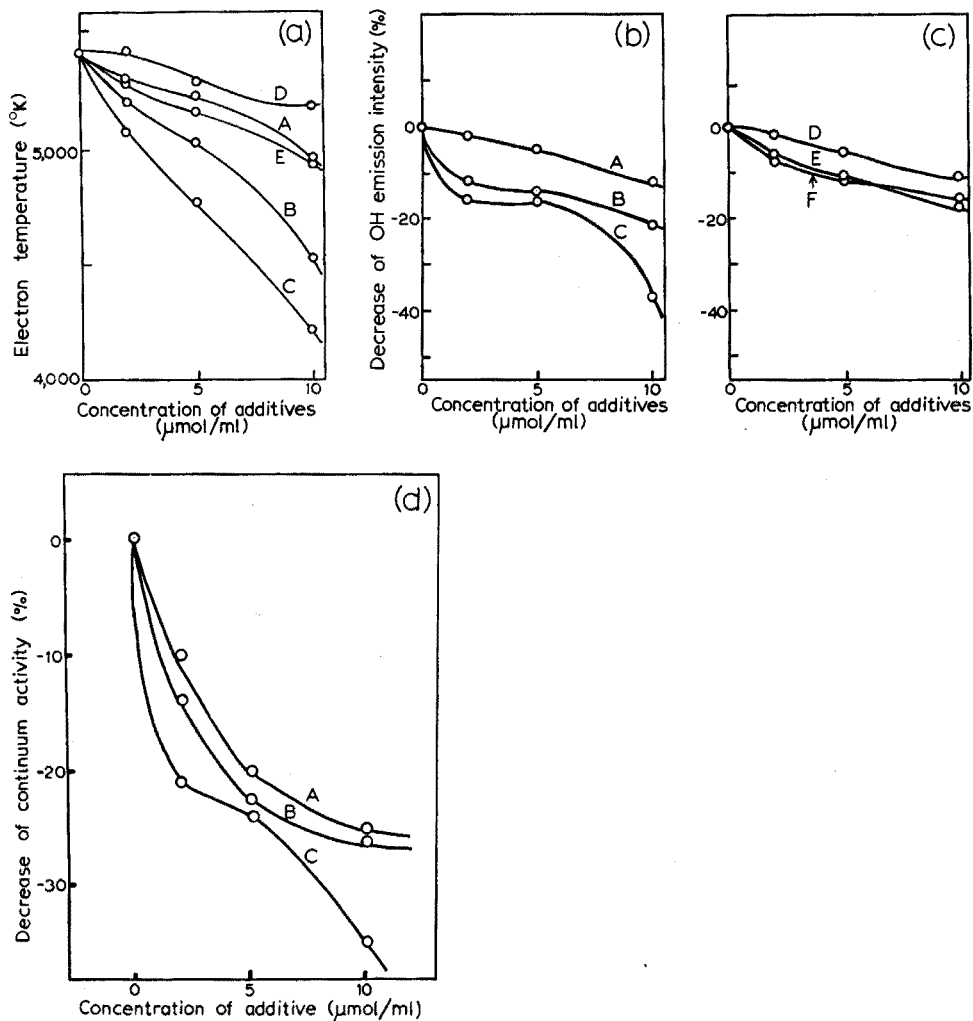 (a)
Electron temperature (°K)
5,000
4,000
D
A
E
B
C
0
5
10
Concentration of additives
(μmol/ml)
(b)
Decrease of OH emission intensity (%)
0
-20
-40
A
B
C
0
5
10
Concentration of additives
(μmol/ml)
(c)
0
-20
-40
D
E
F
0
5
10
Concentration of additives
(μmol/ml)
(d)
Decrease of continuum activity (%)
0
-10
-20
-30
A
B
C
0
5
10
Concentration of additive (μmol/ml)